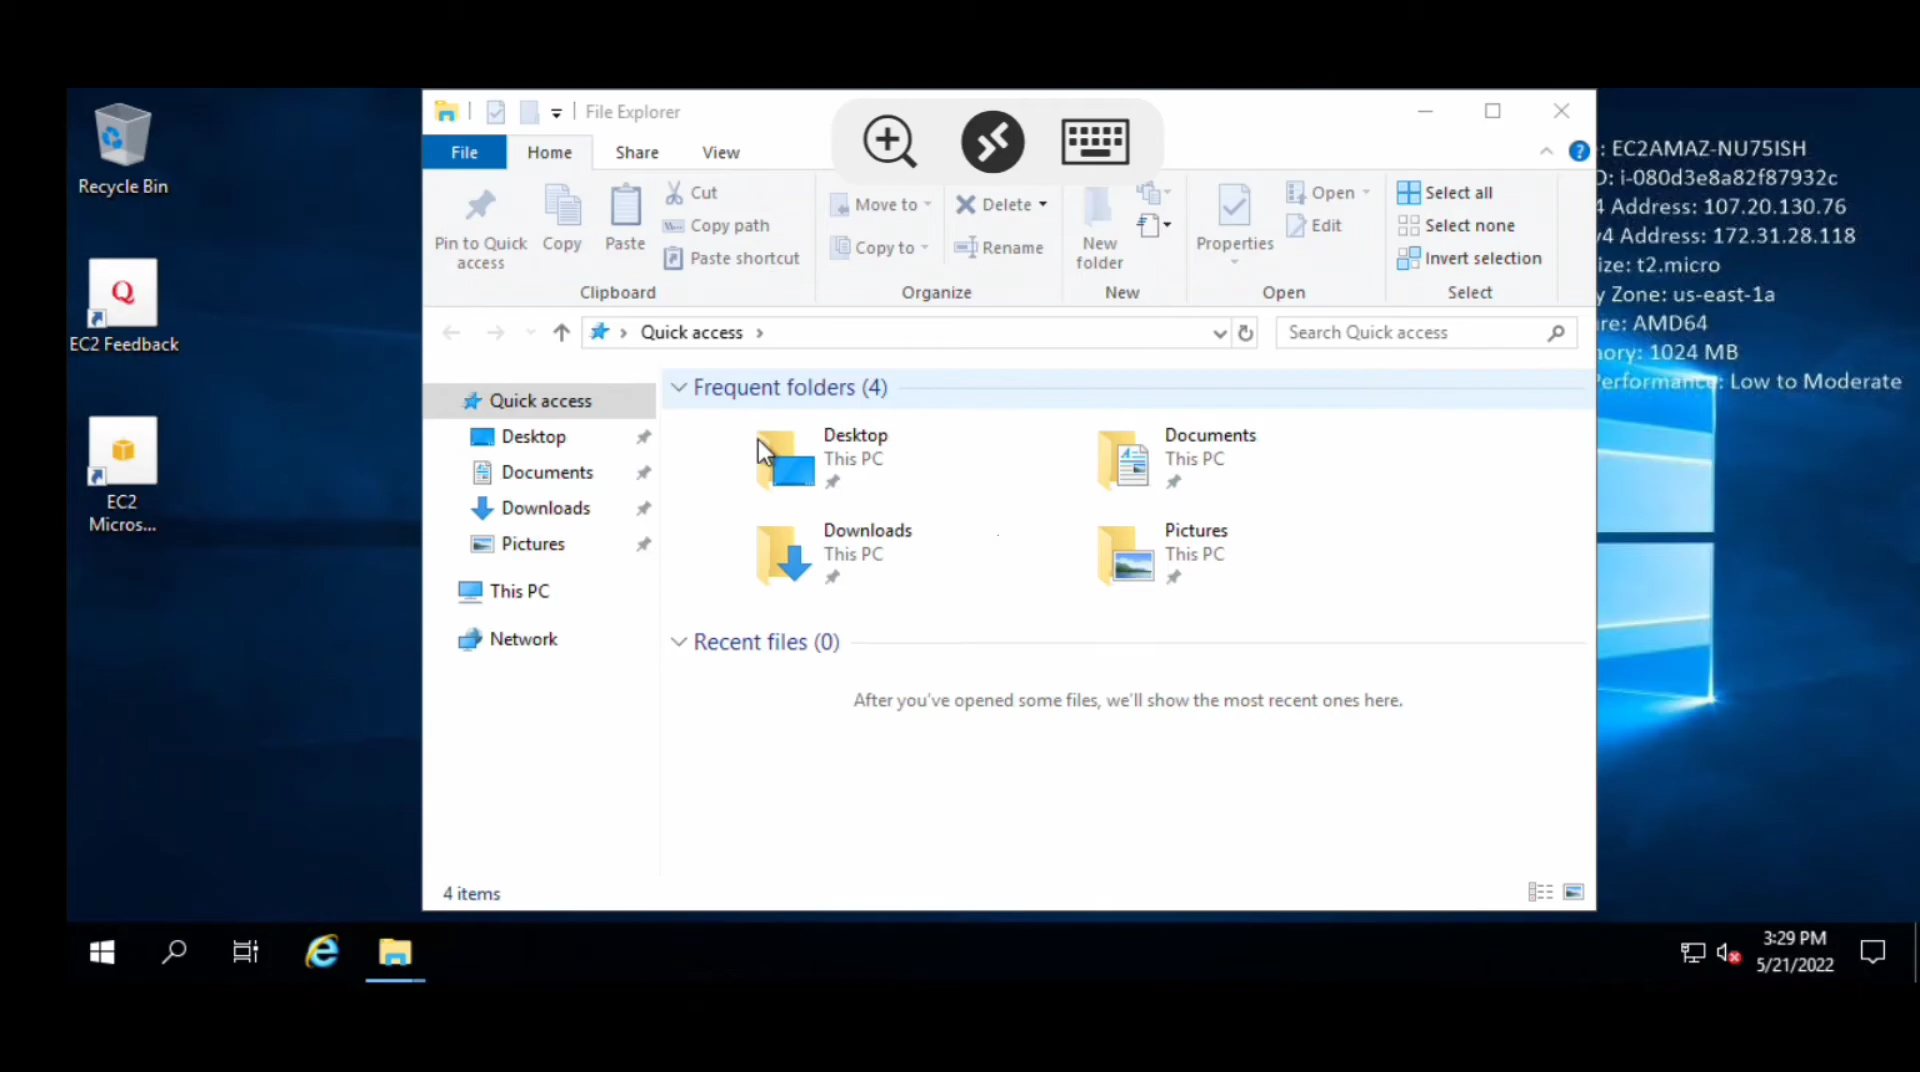 File Explorer
File Home Share View
Pin to Quick access
Copy
Paste
Cut
Copy path
Paste shortcut
Clipboard
Move to
Copy to
Delete
Rename
Organize
New folder
New
Properties
Open
Edit
Open
Select all
Select none
Invert selection
Select
Quick access
Search Quick access
Quick access
Desktop
Documents
Downloads
Pictures
This PC
Network
Frequent folders (4)
Desktop
This PC
Documents
This PC
Downloads
This PC
Pictures
This PC
Recent files (0)
After you've opened some files, we'll show the most recent ones here.
4 items
Recycle Bin
EC2 Feedback
EC2
Micros...
: EC2AMAZ-NU75ISH
D: i-080d3e8a82f87932c
4 Address: 107.20.130.76
v4 Address: 172.31.28.118
ize: t2.micro
y Zone: us-east-1a
re: AMD64
ory: 1024 MB
Performance: Low to Moderate
3:29 PM
5/21/2022